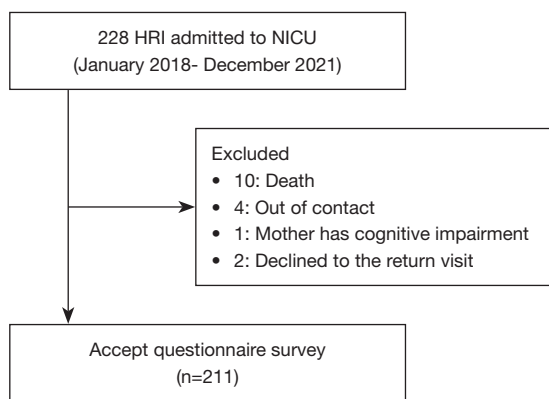 228 HRI admitted to NICU
(January 2018- December 2021)
Excluded
• 10: Death
• 4: Out of contact
• 1: Mother has cognitive impairment
• 2: Declined to the return visit
Accept questionnaire survey
(n=211)